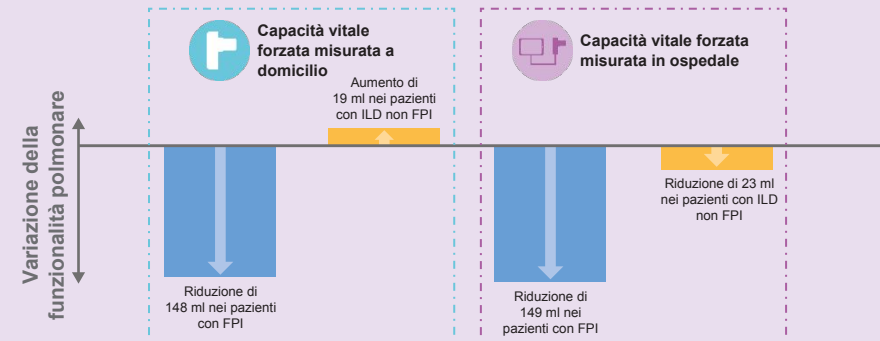 Variazione della
funzionalità polmonare
Capacità vitale
forzata misurata a
domicilio
Aumento di
19 ml nei pazienti
con ILD non FPI
Riduzione di
148 ml nei pazienti
con FPI
Capacità vitale forzata
misurata in ospedale
Riduzione di 23 ml
nei pazienti con ILD
non FPI
Riduzione di
149 ml nei
pazienti con FPI